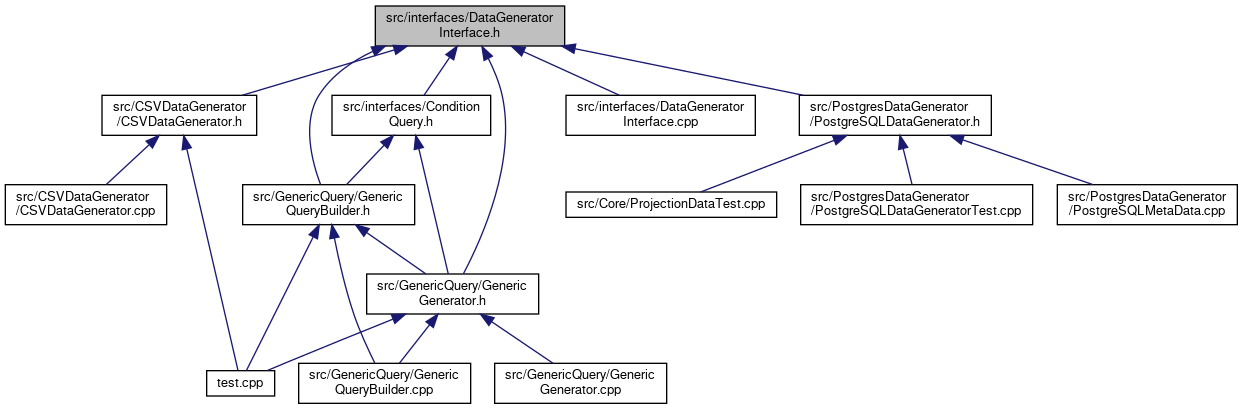 src/interfaces/DataGenerator
Interface.h
src/CSVDataGenerator
/CSVDataGenerator.h
src/interfaces/Condition
Query.h
src/interfaces/DataGenerator
Interface.cpp
src/PostgresDataGenerator
/PostgreSQLDataGenerator.h
src/CSVDataGenerator
/CSVDataGenerator.cpp
src/GenericQuery/Generic
QueryBuilder.h
src/Core/ProjectionDataTest.cpp
src/PostgresDataGenerator
/PostgreSQLDataGeneratorTest.cpp
src/PostgresDataGenerator
/PostgreSQLMetaData.cpp
src/GenericQuery/Generic
Generator.h
test.cpp
src/GenericQuery/Generic
QueryBuilder.cpp
src/GenericQuery/Generic
Generator.cpp